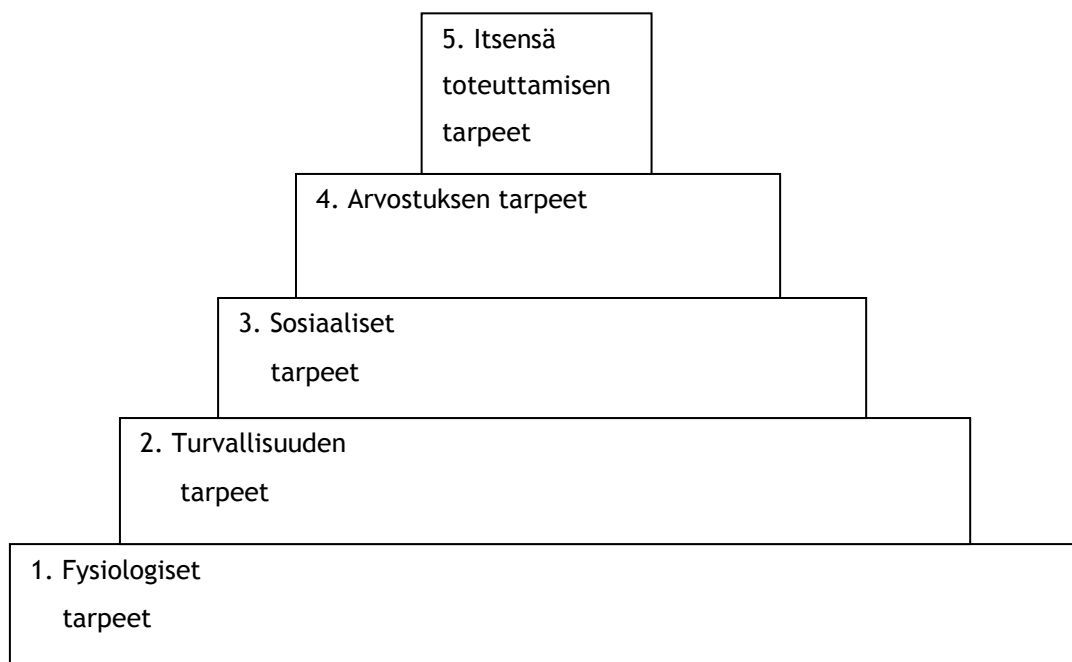 5. Itsensä
toteuttamisen
tarpeet
4. Arvostuksen tarpeet
3. Sosiaaliset
tarpeet
2. Turvallisuuden
tarpeet
1. Fysiologiset
tarpeet